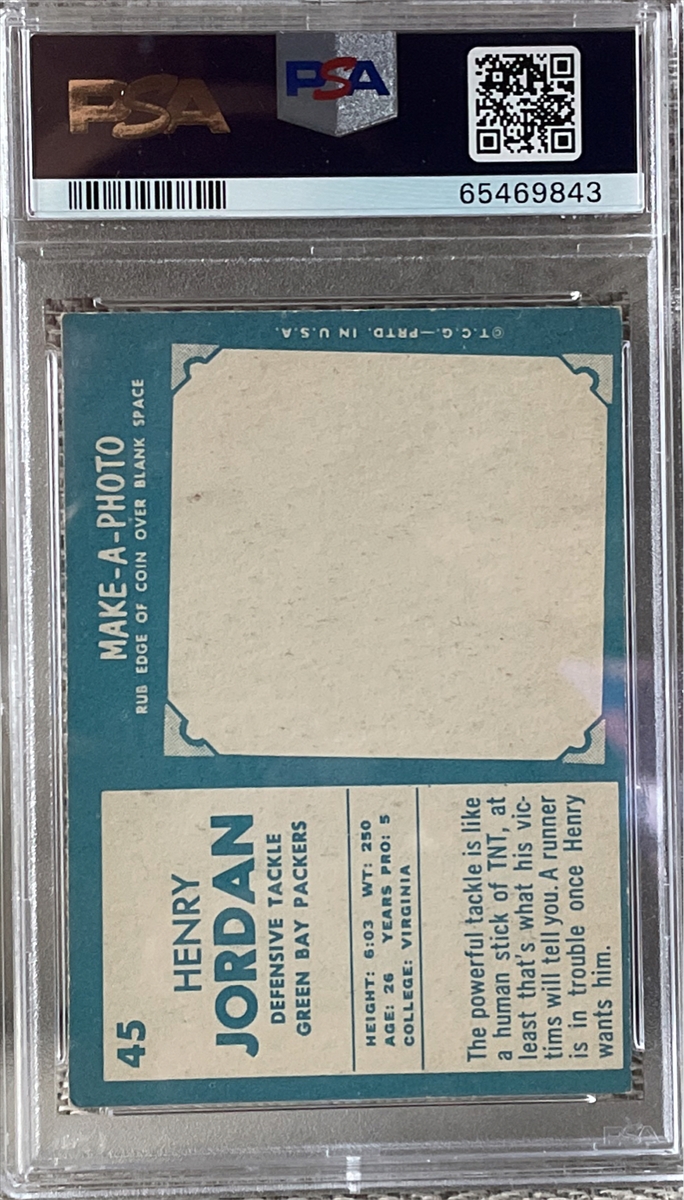 PSA
PSA
65469843
©T.C.G.—PRTD. IN U.S.A.
MAKE-A-PHOTO
RUB EDGE OF COIN OVER BLANK SPACE
45
HENRY
JORDAN
DEFENSIVE TACKLE
GREEN BAY PACKERS
HEIGHT: 6:03 WT: 250
AGE: 26 YEARS PRO: 5
COLLEGE: VIRGINIA
The powerful tackle is like
a human stick of TNT, at
least that's what his vic-
tims will tell you. A runner
is in trouble once Henry
wants him.
PSA